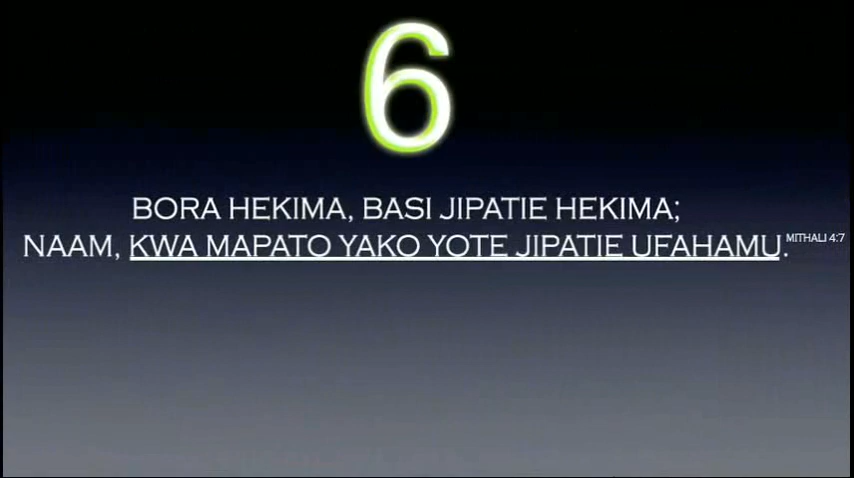 6
BORA HEKIMA, BASI JIPATIE HEKIMA;
NAAM, KWA MAPATO YAKO YOTE JIPATIE UFAHAMU. MITHALI 4:7